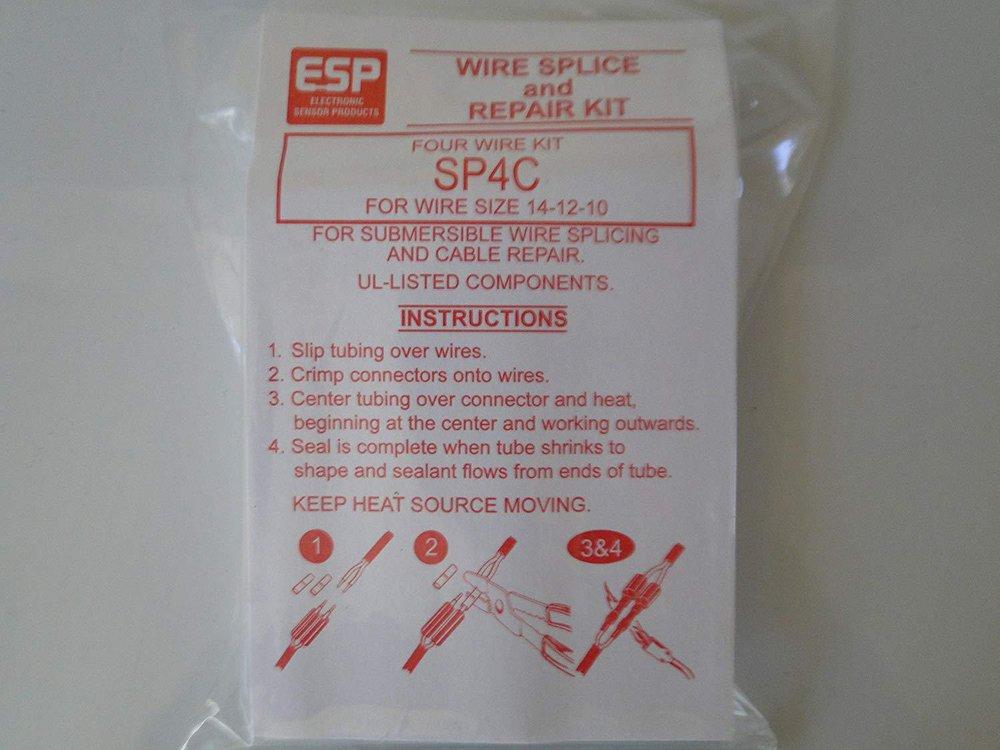 ESP
ELECTRONIC
SENSOR PRODUCTS
WIRE SPLICE
and
REPAIR KIT
FOUR WIRE KIT
SP4C
FOR WIRE SIZE 14-12-10
FOR SUBMERSIBLE WIRE SPLICING
AND CABLE REPAIR.
UL-LISTED COMPONENTS.
INSTRUCTIONS
1. Slip tubing over wires.
2. Crimp connectors onto wires.
3. Center tubing over connector and heat,
beginning at the center and working outwards.
4. Seal is complete when tube shrinks to
shape and sealant flows from ends of tube.
KEEP HEAT SOURCE MOVING.
1 2 3&4